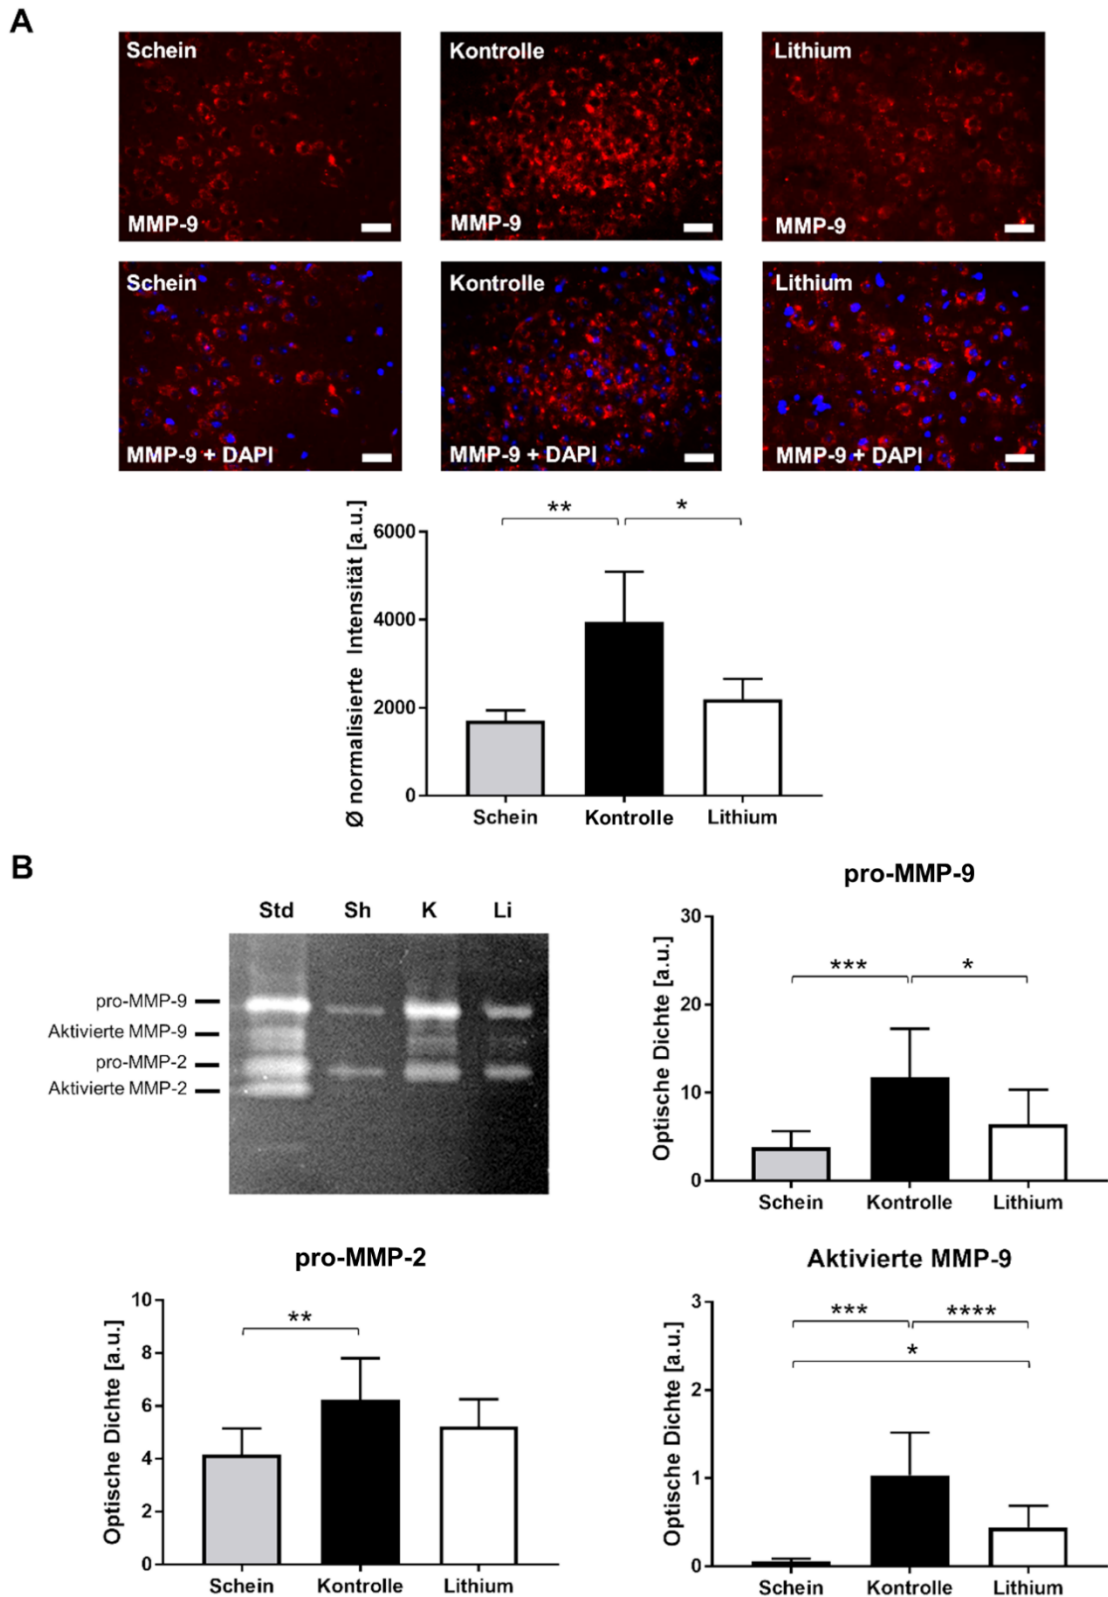 A
Schein
Kontrolle
Lithium
MMP-9
MMP-9
MMP-9
Schein
Kontrolle
Lithium
MMP-9 + DAPI
MMP-9 + DAPI
MMP-9 + DAPI
Ø normalisierte Intensität [a.u.]
6000
4000
2000
0
** *
Schein Kontrolle Lithium
B
Std Sh K Li
pro-MMP-9
Aktivierte MMP-9
pro-MMP-2
Aktivierte MMP-2
pro-MMP-9
Optische Dichte [a.u.]
30
20
10
0
*** *
Schein Kontrolle Lithium
pro-MMP-2
Optische Dichte [a.u.]
10
8
6
4
2
0
**
Schein Kontrolle Lithium
Aktivierte MMP-9
Optische Dichte [a.u.]
3
2
1
0
*** ****
*
Schein Kontrolle Lithium